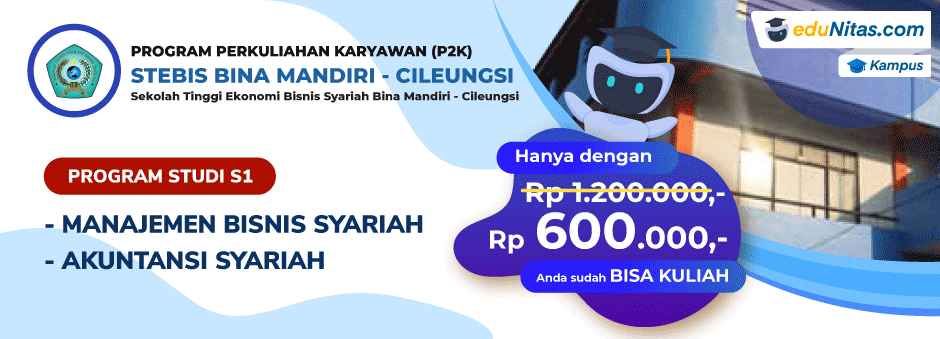 PROGRAM PERKULIAHAN KARYAWAN (P2K)
STEBIS BINA MANDIRI - CILEUNGSI
Sekolah Tinggi Ekonomi Bisnis Syariah Bina Mandiri - Cileungsi
eduNitas.com
Kampus
PROGRAM STUDI S1
- MANAJEMEN BISNIS SYARIAH
- AKUNTANSI SYARIAH
Hanya dengan
Rp 1.200.000,-
Rp 600.000,-
Anda sudah BISA KULIAH